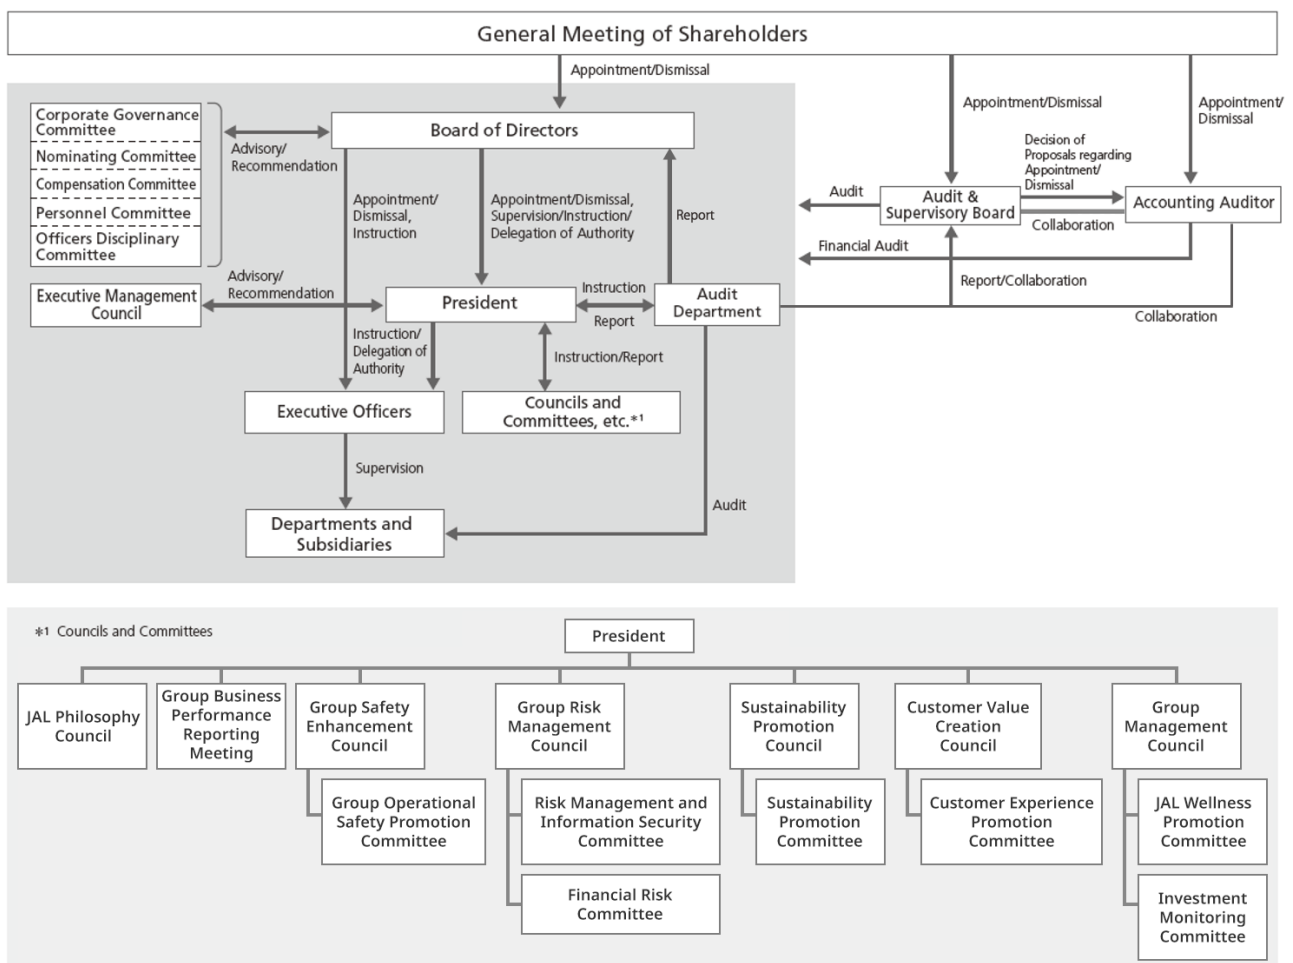 General Meeting of Shareholders
Appointment/Dismissal
Appointment/Dismissal
Appointment/
Dismissal
Corporate Governance
Committee
Nominating Committee
Compensation Committee
Personnel Committee
Officers Disciplinary
Committee
Advisory/
Recommendation
Board of Directors
Decision of
Proposals regarding
Appointment/
Dismissal
Audit
Audit &
Supervisory Board
Accounting Auditor
Collaboration
Appointment/
Dismissal,
Instruction
Appointment/Dismissal,
Supervision/Instruction/
Delegation of Authority
Report
Financial Audit
Report/Collaboration
Collaboration
Executive Management
Council
Advisory/
Recommendation
President
Instruction
Report
Audit
Department
Instruction/
Delegation of
Authority
Instruction/Report
Executive Officers
Councils and
Committees, etc.*1
Supervision
Audit
Departments and
Subsidiaries
*1 Councils and Committees
President
JAL Philosophy
Council
Group Business
Performance
Reporting
Meeting
Group Safety
Enhancement
Council
Group Risk
Management
Council
Sustainability
Promotion
Council
Customer Value
Creation
Council
Group
Management
Council
Group Operational
Safety Promotion
Committee
Risk Management and
Information Security
Committee
Sustainability
Promotion
Committee
Customer Experience
Promotion
Committee
JAL Wellness
Promotion
Committee
Financial Risk
Committee
Investment
Monitoring
Committee